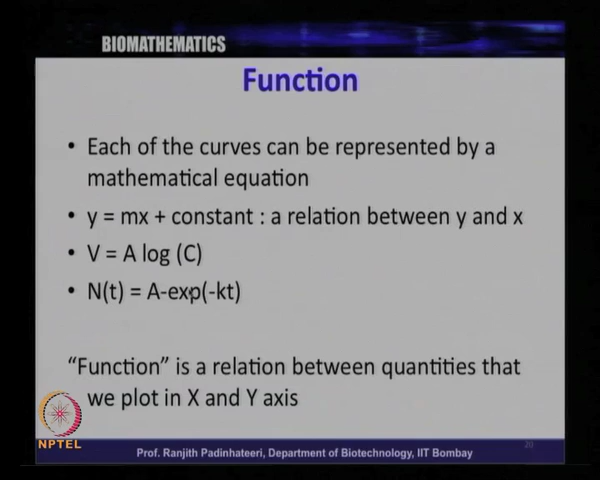 BIOMATHEMATICS
Function
• Each of the curves can be represented by a
mathematical equation
• y = mx + constant : a relation between y and x
• V = A log (C)
• N(t) = A-exp(-kt)
“Function” is a relation between quantities that
we plot in X and Y axis
NPTEL
Prof. Ranjith Padinhateeri, Department of Biotechnology, IIT Bombay
20